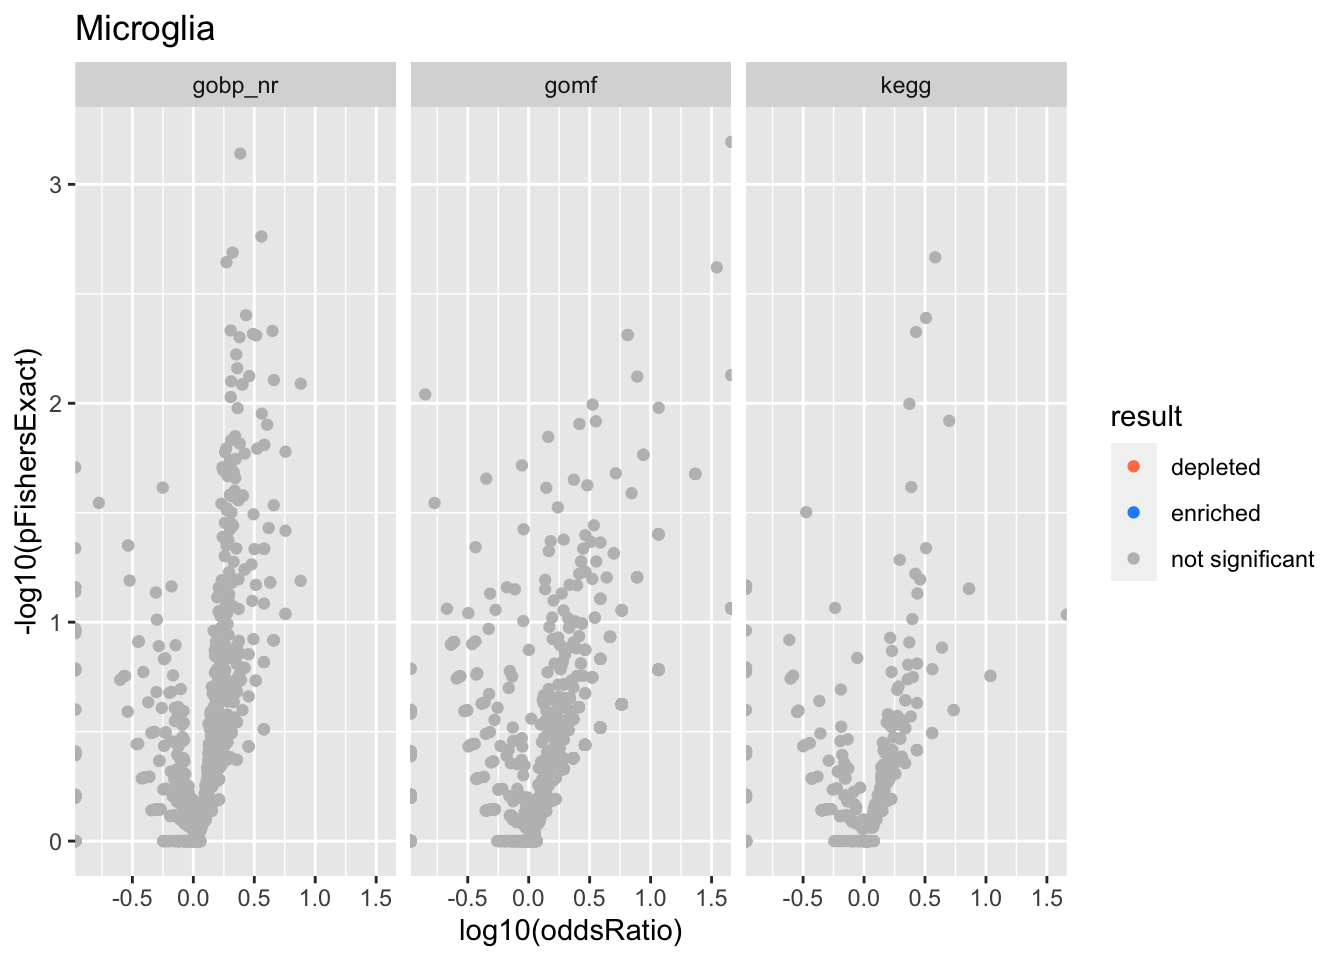 Microglia
gobp_nr gomf kegg
3
2
1
0
-log10(pFishersExact)
-0.5 0.0 0.5 1.0 1.5 -0.5 0.0 0.5 1.0 1.5 -0.5 0.0 0.5 1.0 1.5
log10(oddsRatio)
result
depleted
enriched
not significant